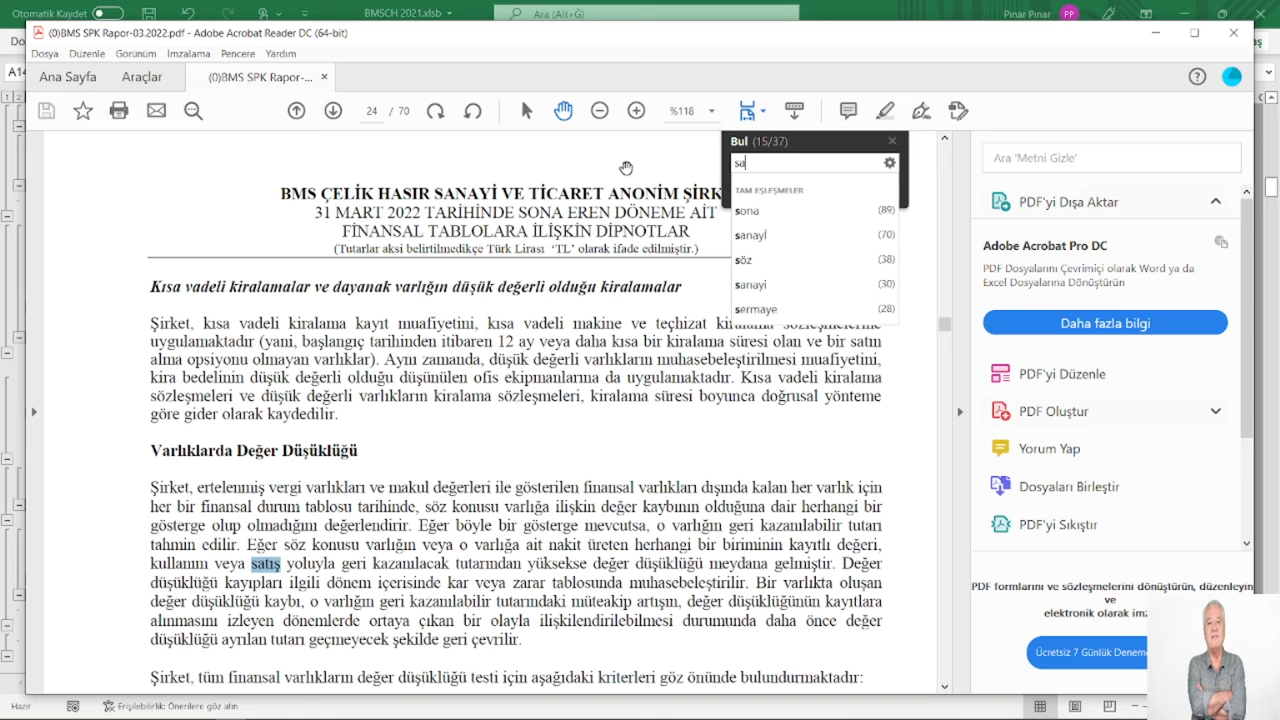 Otomatik Kaydet
BMSCH 2021.xlsb
Ara (Alt+Ğ)
Pınar Pınar
PP
(0)BMS SPK Rapor-03.2022.pdf - Adobe Acrobat Reader DC (64-bit)
Dosya Düzenle Görünüm İmzalama Pencere Yardım
Ana Sayfa Araçlar (0)BMS SPK Rapor-... ×
24 / 70 %118
Bul (15/37)
sa
TAM EŞLEŞMELER
sona (89)
sanayİ (70)
söz (38)
sanayi (30)
sermaye (28)
BMS ÇELİK HASIR SANAYİ VE TİCARET ANONİM ŞİRK
31 MART 2022 TARİHİNDE SONA EREN DÖNEME AİT
FİNANSAL TABLOLARA İLİŞKİN DİPNOTLAR
(Tutarlar aksi belirtilmedikçe Türk Lirası ‘TL’ olarak ifade edilmiştir.)
Kısa vadeli kiralamalar ve dayanak varlığın düşük değerli olduğu kiralamalar
Şirket, kısa vadeli kiralama kayıt muafiyetini, kısa vadeli makine ve teçhizat kiralama sözleşmelerine
uygulamaktadır (yani, başlangıç tarihinden itibaren 12 ay veya daha kısa bir kiralama süresi olan ve bir satın
alma opsiyonu olmayan varlıklar). Aynı zamanda, düşük değerli varlıkların muhasebeleştirilmesi muafiyetini,
kira bedelinin düşük değerli olduğu düşünülen ofis ekipmanlarına da uygulamaktadır. Kısa vadeli kiralama
sözleşmeleri ve düşük değerli varlıkların kiralama sözleşmeleri, kiralama süresi boyunca doğrusal yönteme
göre gider olarak kaydedilir.
Varlıklarda Değer Düşüklüğü
Şirket, ertelenmiş vergi varlıkları ve makul değerleri ile gösterilen finansal varlıkları dışında kalan her varlık için
her bir finansal durum tablosu tarihinde, söz konusu varlığa ilişkin değer kaybının olduğuna dair herhangi bir
gösterge olup olmadığını değerlendirir. Eğer böyle bir gösterge mevcutsa, o varlığın geri kazanılabilir tutarı
tahmin edilir. Eğer söz konusu varlığın veya o varlığa ait nakit üreten herhangi bir biriminin kayıtlı değeri,
kullanım veya satış yoluyla geri kazanılacak tutarından yüksekse değer düşüklüğü meydana gelmiştir. Değer
düşüklüğü kayıpları ilgili dönem içerisinde kar veya zarar tablosunda muhasebeleştirilir. Bir varlıkta oluşan
değer düşüklüğü kaybı, o varlığın geri kazanılabilir tutarındaki müteakip artışın, değer düşüklüğünün kayıtlara
alınmasını izleyen dönemlerde ortaya çıkan bir olayla ilişkilendirilebilmesi durumunda daha önce değer
düşüklüğü ayrılan tutarı geçmeyecek şekilde geri çevrilir.
Şirket, tüm finansal varlıkların değer düşüklüğü testi için aşağıdaki kriterleri göz önünde bulundurmaktadır:
Ara 'Metni Gizle'
PDF'yi Dışa Aktar
Adobe Acrobat Pro DC
PDF Dosyalarını Çevrimiçi olarak Word ya da
Excel Dosyalarına Dönüştürün
Daha fazla bilgi
PDF'yi Düzenle
PDF Oluştur
Yorum Yap
Dosyaları Birleştir
PDF'yi Sıkıştır
PDF formlarını ve sözleşmelerini dönüştürün, düzenleyin
ve
elektronik olarak imz
Ücretsiz 7 Günlük Deneme
Hazır
Erişilebilirlik: Önerilere göz atın